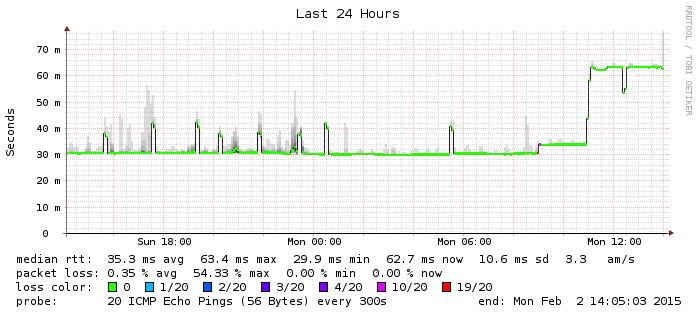 Last 24 Hours
RRDTOOL / TOBI OETIKER
Seconds
70 m
60 m
50 m
40 m
30 m
20 m
10 m
0
Sun 18:00 Mon 00:00 Mon 06:00 Mon 12:00
median rtt: 35.3 ms avg 63.4 ms max 29.9 ms min 62.7 ms now 10.6 ms sd 3.3 am/s
packet loss: 0.35 % avg 54.33 % max 0.00 % min 0.00 % now
loss color: 0 1/20 2/20 3/20 4/20 10/20 19/20
probe: 20 ICMP Echo Pings (56 Bytes) every 300s end: Mon Feb 2 14:05:03 2015